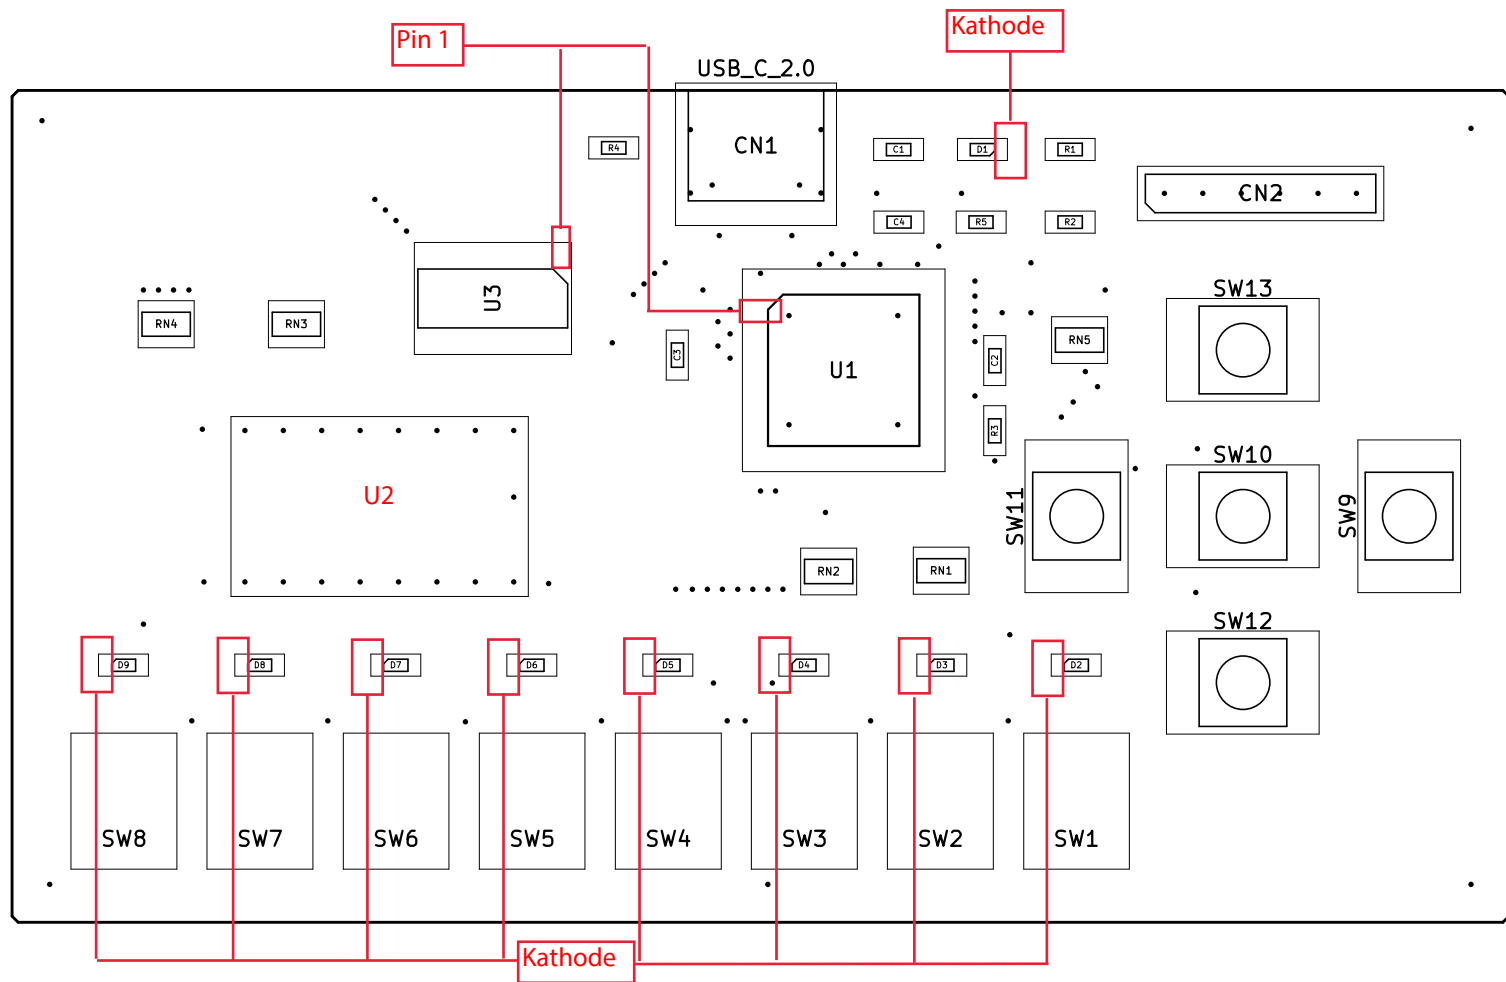 Pin 1
Kathode
USB_C_2.0
R4
CN1
C1
D1
R1
CN2
C4
R5
R2
SW13
U3
RN4
RN3
RN5
C3
U1
C2
R3
SW10
U2
SW11
SW9
RN2
RN1
SW12
D9
D8
D7
D6
D5
D4
D3
D2
SW8
SW7
SW6
SW5
SW4
SW3
SW2
SW1
Kathode